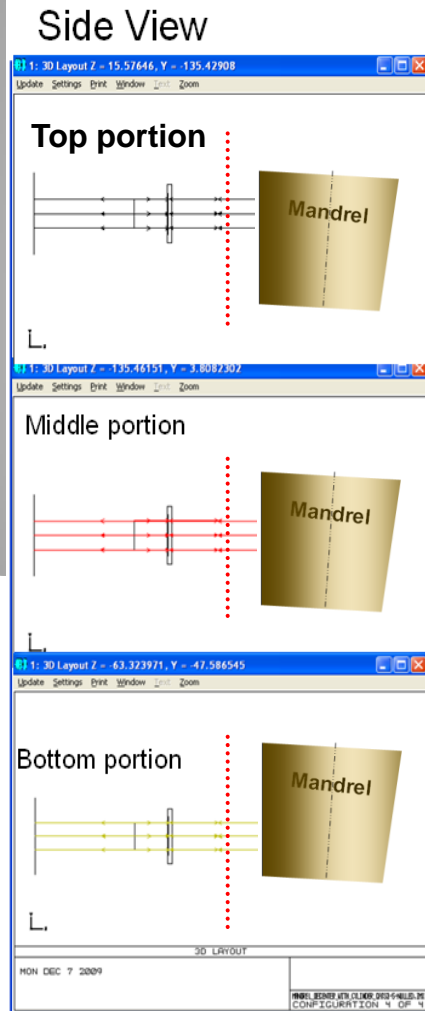 Side View
1: 3D Layout Z = 15.57646, Y = -135.42908
Update Settings Print Window Text Zoom
Top portion
Mandrel
1: 3D Layout Z = -135.46151, Y = 3.8082302
Update Settings Print Window Text Zoom
Middle portion
Mandrel
1: 3D Layout Z = -63.323971, Y = -47.586545
Update Settings Print Window Text Zoom
Bottom portion
Mandrel
3D LAYOUT
MON DEC 7 2009
CONFIGURATION 4 OF 4